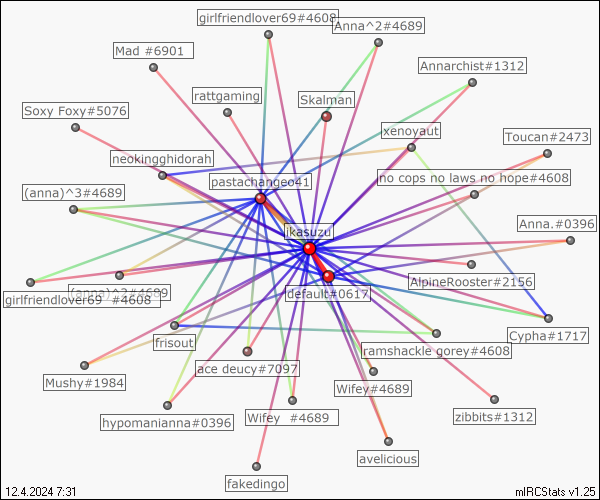 girlfriendlover69#4608
Anna^2#4689
Mad #6901
Annarchist#1312
rattgaming
Skalman
Soxy Foxy#5076
xenoyaut
Toucan#2473
neokingghidorah
pastachangeo41
no cops no laws no hope#4608
(anna)^3#4689
Anna.#0396
jkasuzu
AlpineRooster#2156
(anna)^2#4689
default#0617
girlfriendlover69 #4608
Cypha#1717
frisout
ramshackle gorey#4608
ace deucy#7097
Mushy#1984
Wifey#4689
hypomanianna#0396
Wifey #4689
zibbits#1312
avelicious
fakedingo
12.4.2024 7:31
mIRCStats v1.25